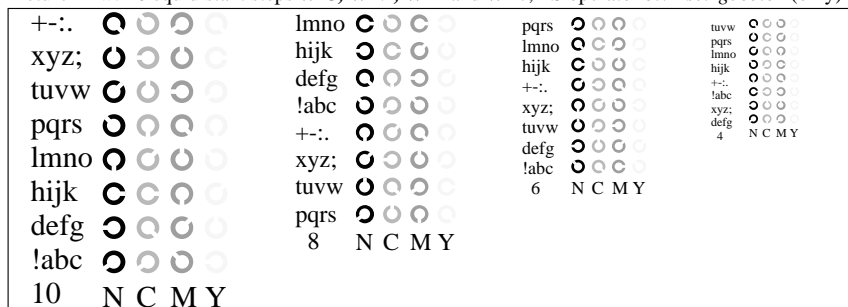 +-:.
xyz;
tuvw
pqrs
lmno
hijk
defg
!abc
10 N C M Y
lmno
hijk
defg
!abc
+-:.
xyz;
tuvw
pqrs
8 N C M Y
pqrs
lmno
hijk
+-:.
xyz;
tuvw
defg
!abc
6 N C M Y
tuvw
pqrs
lmno
hijk
+-:.
!abc
xyz;
defg
4 N C M Y